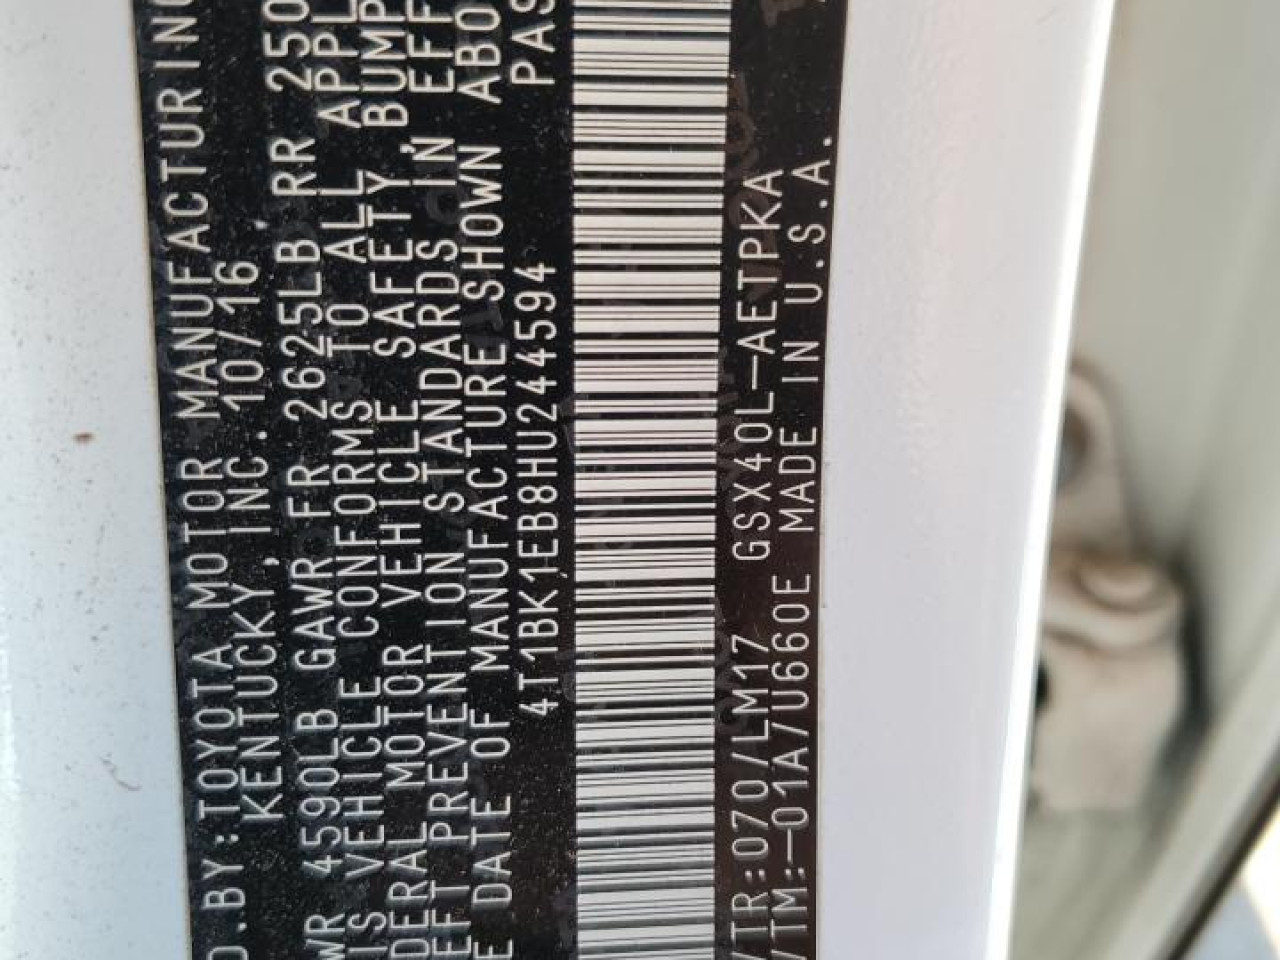 D.BY:TOYOTA MOTOR MANUFACTURING
KENTUCKY, INC. 10/16
WR 4590LB GAWR FR 2625LB RR 250
IS VEHICLE CONFORMS TO ALL APPL
DERAL MOTOR VEHICLE SAFETY, BUMP
EFT PREVENTION STANDARDS IN EFF
E DATE OF MANUFACTURE SHOWN ABO
4T1BK1EB8HU244594 PAS
/TR:070/LM17 GSX40L-AETPKA
/TM:-01A/U660E MADE IN U.S.A.